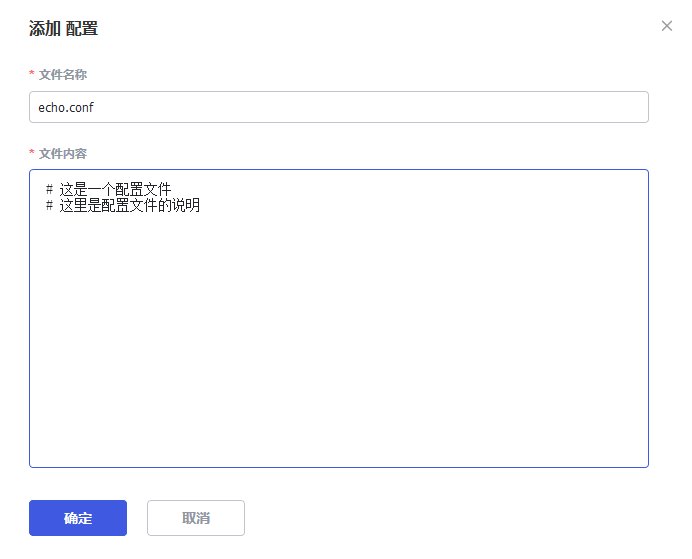 添加 配置
* 文件名称
echo.conf
* 文件内容
# 这是一个配置文件
# 这里是配置文件的说明
确定
取消